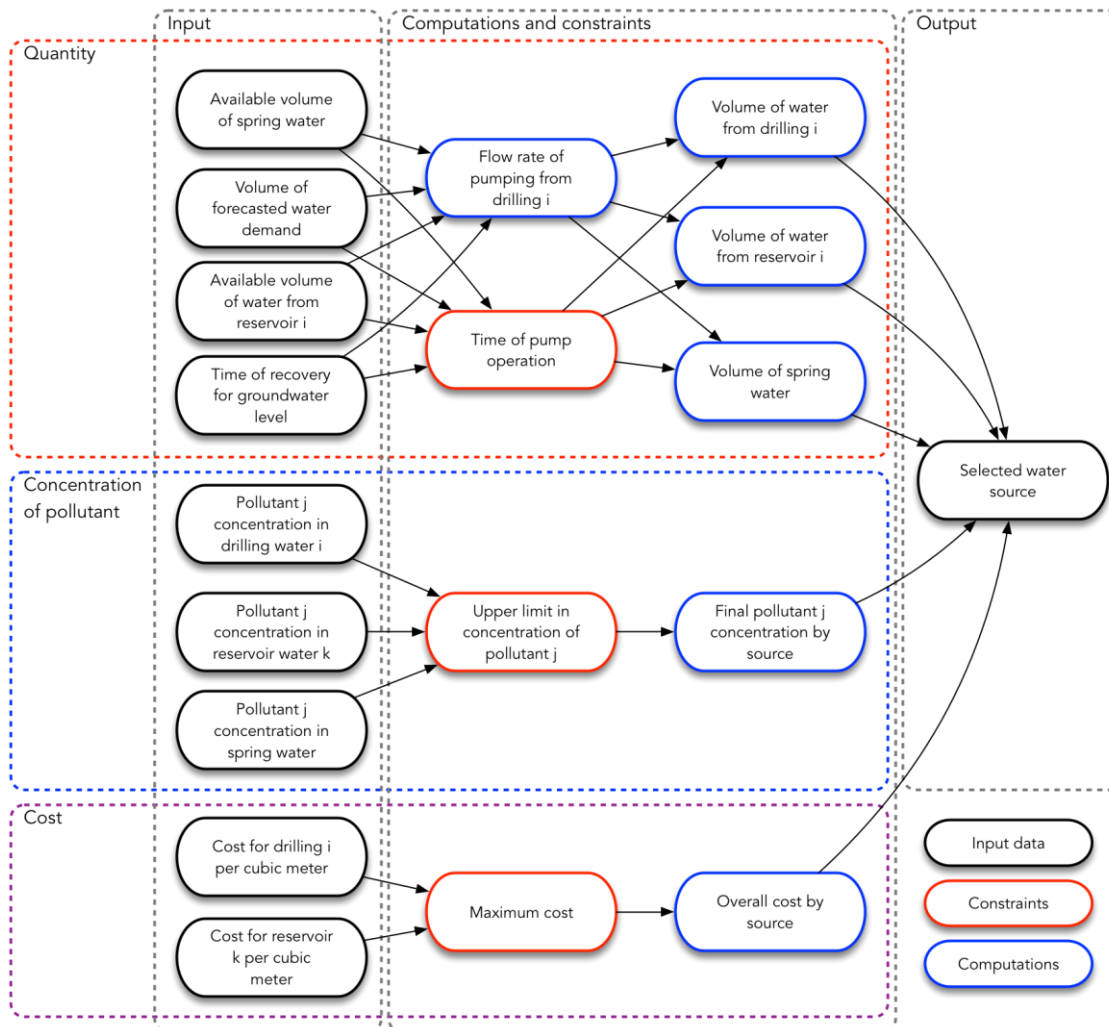 Input
Computations and constraints
Output
Quantity
Available volume
of spring water
Volume of
forecasted water
demand
Available volume
of water from
reservoir i
Time of recovery
for groundwater
level
Flow rate of
pumping from
drilling i
Time of pump
operation
Volume of water
from drilling i
Volume of water
from reservoir i
Volume of spring
water
Selected water
source
Concentration
of pollutant
Pollutant j
concentration in
drilling water i
Pollutant j
concentration in
reservoir water k
Pollutant j
concentration in
spring water
Upper limit in
concentration of
pollutant j
Final pollutant j
concentration by
source
Cost
Cost for drilling i
per cubic meter
Cost for reservoir
k per cubic
meter
Maximum cost
Overall cost by
source
Input data
Constraints
Computations